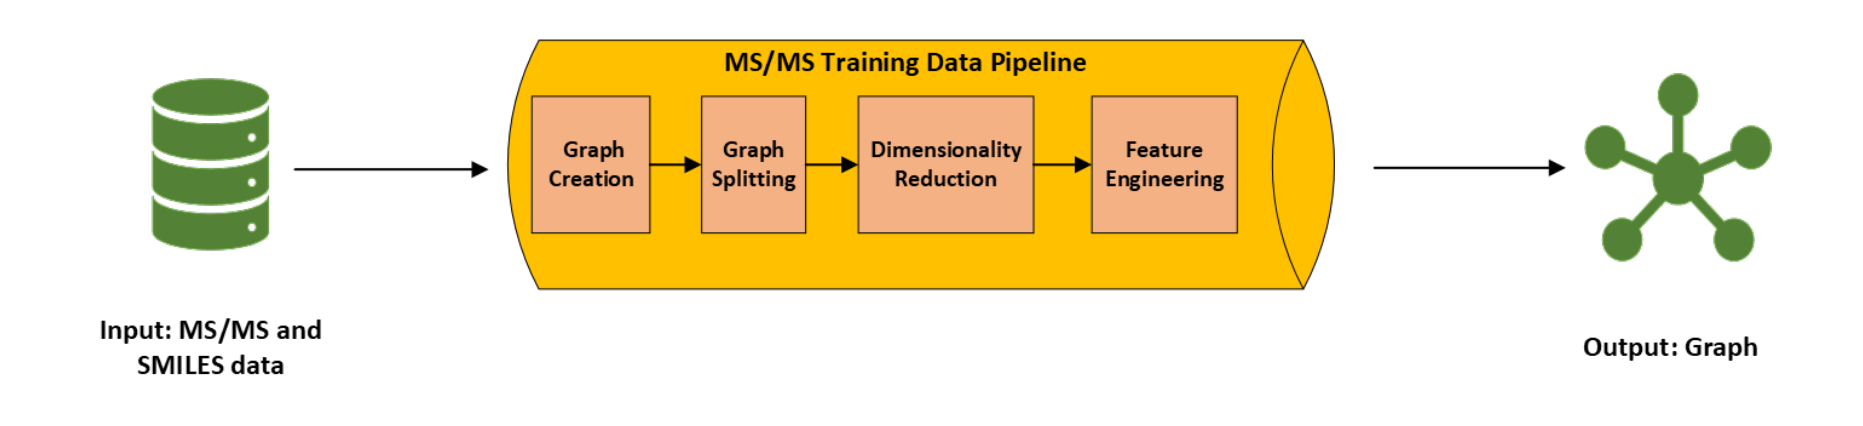 MS/MS Training Data Pipeline
Graph
Creation
Graph
Splitting
Dimensionality
Reduction
Feature
Engineering
Input: MS/MS and
SMILES data
Output: Graph